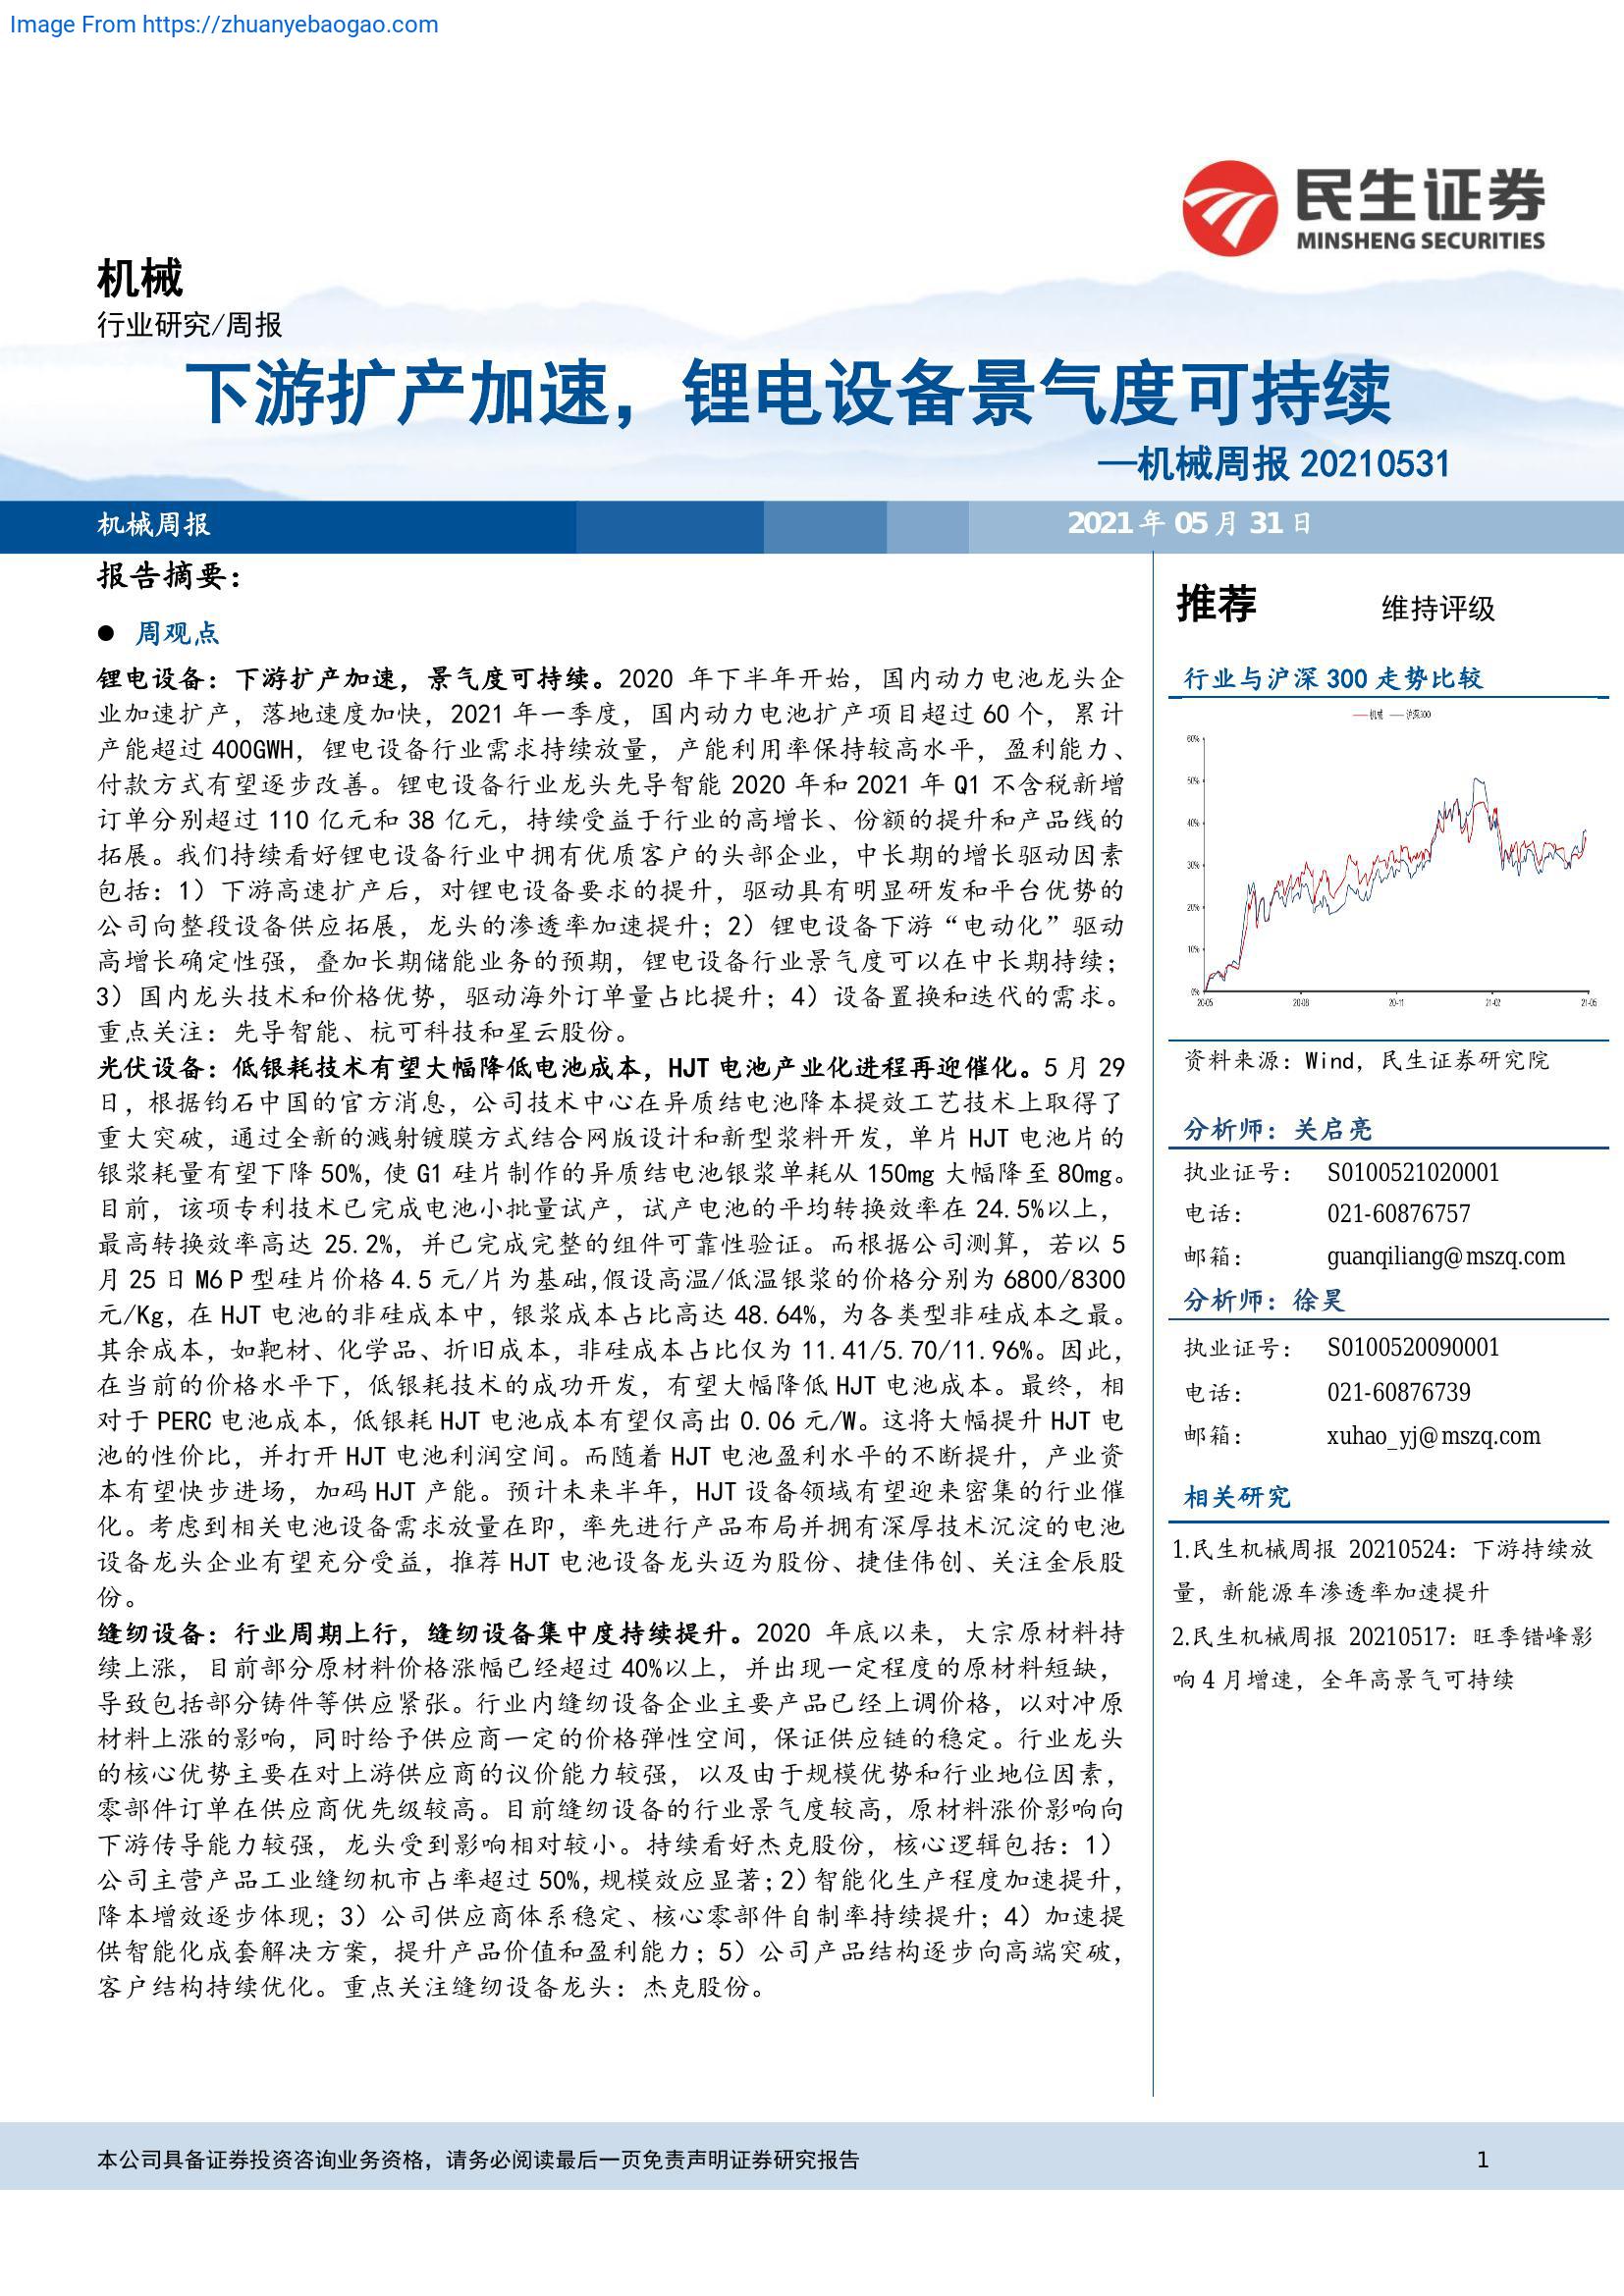 Image From https://zhuanyebaogao.com
民生证券
MINSHENG SECURITIES
机械
行业研究/周报
下游扩产加速，锂电设备景气度可持续
—机械周报 20210531
机械周报
2021 年 05 月 31 日
报告摘要：
● 周观点
锂电设备：下游扩产加速，景气度可持续。2020 年下半年开始，国内动力电池龙头企
业加速扩产，落地速度加快，2021 年一季度，国内动力电池扩产项目超过 60 个，累计
产能超过 400GWH，锂电设备行业需求持续放量，产能利用率保持较高水平，盈利能力、
付款方式有望逐步改善。锂电设备行业龙头先导智能 2020 年和 2021 年 Q1 不含税新增
订单分别超过 110 亿元和 38 亿元，持续受益于行业的高增长、份额的提升和产品线的
拓展。我们持续看好锂电设备行业中拥有优质客户的头部企业，中长期的增长驱动因素
包括：1）下游高速扩产后，对锂电设备要求的提升，驱动具有明显研发和平台优势的
公司向整段设备供应拓展，龙头的渗透率加速提升；2）锂电设备下游“电动化”驱动
高增长确定性强，叠加长期储能业务的预期，锂电设备行业景气度可以在中长期持续；
3）国内龙头技术和价格优势，驱动海外订单量占比提升；4）设备置换和迭代的需求。
重点关注：先导智能、杭可科技和星云股份。
光伏设备：低银耗技术有望大幅降低电池成本，HJT 电池产业化进程再迎催化。5 月 29
日，根据钧石中国的官方消息，公司技术中心在异质结电池降本提效工艺技术上取得了
重大突破，通过全新的溅射镀膜方式结合网版设计和新型浆料开发，单片 HJT 电池片的
银浆耗量有望下降 50%，使 G1 硅片制作的异质结电池银浆单耗从 150mg 大幅降至 80mg。
目前，该项专利技术已完成电池小批量试产，试产电池的平均转换效率在 24.5%以上，
最高转换效率高达 25.2%，并已完成完整的组件可靠性验证。而根据公司测算，若以 5
月 25 日 M6 P 型硅片价格 4.5 元/片为基础,假设高温/低温银浆的价格分别为 6800/8300
元/Kg，在 HJT 电池的非硅成本中，银浆成本占比高达 48.64%，为各类型非硅成本之最。
其余成本，如靶材、化学品、折旧成本，非硅成本占比仅为 11.41/5.70/11.96%。因此，
在当前的价格水平下，低银耗技术的成功开发，有望大幅降低 HJT 电池成本。最终，相
对于 PERC 电池成本，低银耗 HJT 电池成本有望仅高出 0.06 元/W。这将大幅提升 HJT 电
池的性价比，并打开 HJT 电池利润空间。而随着 HJT 电池盈利水平的不断提升，产业资
本有望快步进场，加码 HJT 产能。预计未来半年，HJT 设备领域有望迎来密集的行业催
化。考虑到相关电池设备需求放量在即，率先进行产品布局并拥有深厚技术沉淀的电池
设备龙头企业有望充分受益，推荐 HJT 电池设备龙头迈为股份、捷佳伟创、关注金辰股
份。
缝纫设备：行业周期上行，缝纫设备集中度持续提升。2020 年底以来，大宗原材料持
续上涨，目前部分原材料价格涨幅已经超过 40%以上，并出现一定程度的原材料短缺，
导致包括部分铸件等供应紧张。行业内缝纫设备企业主要产品已经上调价格，以对冲原
材料上涨的影响，同时给予供应商一定的价格弹性空间，保证供应链的稳定。行业龙头
的核心优势主要在对上游供应商的议价能力较强，以及由于规模优势和行业地位因素，
零部件订单在供应商优先级较高。目前缝纫设备的行业景气度较高，原材料涨价影响向
下游传导能力较强，龙头受到影响相对较小。持续看好杰克股份，核心逻辑包括：1）
公司主营产品工业缝纫机市占率超过 50%，规模效应显著；2）智能化生产程度加速提升，
降本增效逐步体现；3）公司供应商体系稳定、核心零部件自制率持续提升；4）加速提
供智能化成套解决方案，提升产品价值和盈利能力；5）公司产品结构逐步向高端突破，
客户结构持续优化。重点关注缝纫设备龙头：杰克股份。
推荐 维持评级
行业与沪深 300 走势比较
机械 沪深300
60%
50%
40%
30%
20%
10%
0%
20-05 20-08 20-11 21-02 21-05
资料来源：Wind，民生证券研究院
分析师：关启亮
执业证号： S0100521020001
电话： 021-60876757
邮箱： guanqiliang@mszq.com
分析师：徐昊
执业证号： S0100520090001
电话： 021-60876739
邮箱： xuhao_yj@mszq.com
相关研究
1.民生机械周报 20210524：下游持续放
量，新能源车渗透率加速提升
2.民生机械周报 20210517：旺季错峰影
响 4 月增速，全年高景气可持续
本公司具备证券投资咨询业务资格，请务必阅读最后一页免责声明证券研究报告
1